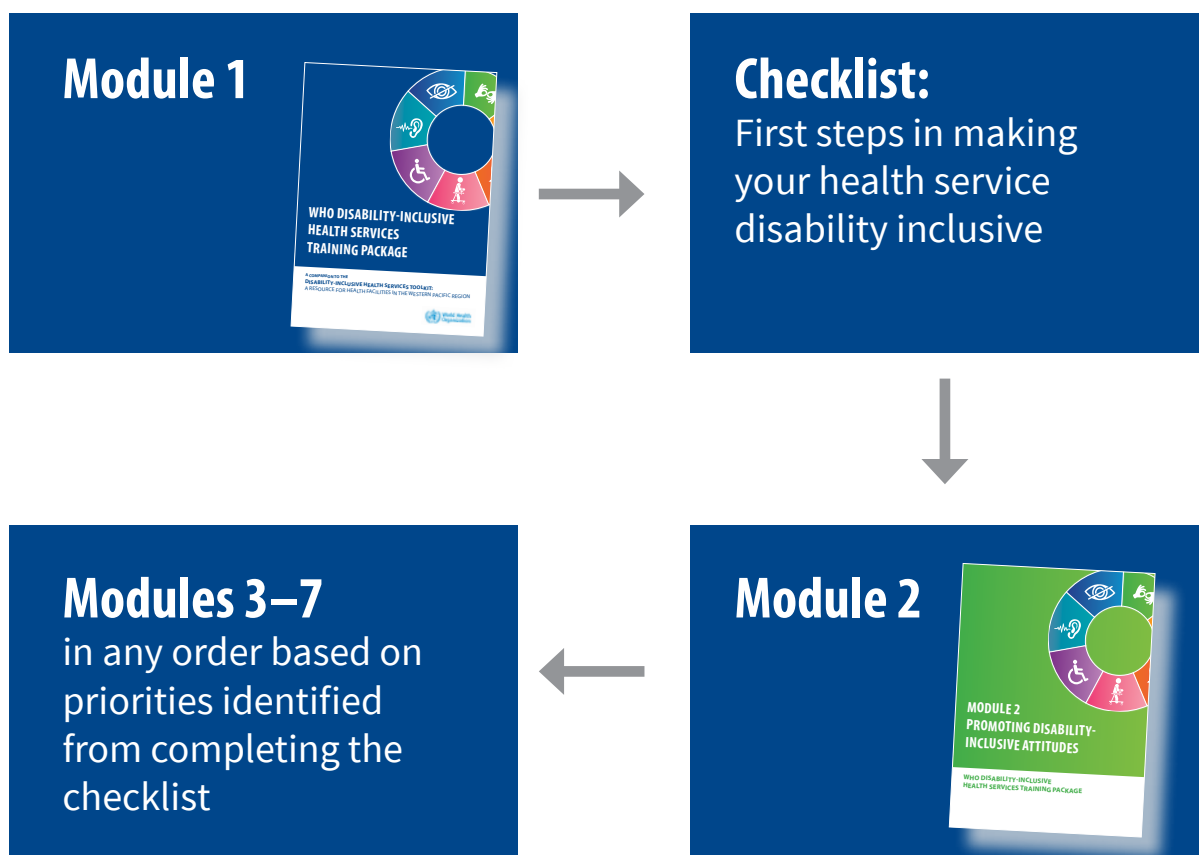 Module 1
WHO DISABILITY-INCLUSIVE
HEALTH SERVICES
TRAINING PACKAGE
A COMPANION TO THE
DISABILITY-INCLUSIVE HEALTH SERVICES TOOLKIT:
A RESOURCE FOR HEALTH FACILITIES IN THE WESTERN PACIFIC REGION
World Health
Organization
Checklist:
First steps in making
your health service
disability inclusive
Module 2
MODULE 2
PROMOTING DISABILITY-
INCLUSIVE ATTITUDES
WHO DISABILITY-INCLUSIVE
HEALTH SERVICES TRAINING PACKAGE
Modules 3–7
in any order based on
priorities identified
from completing the
checklist